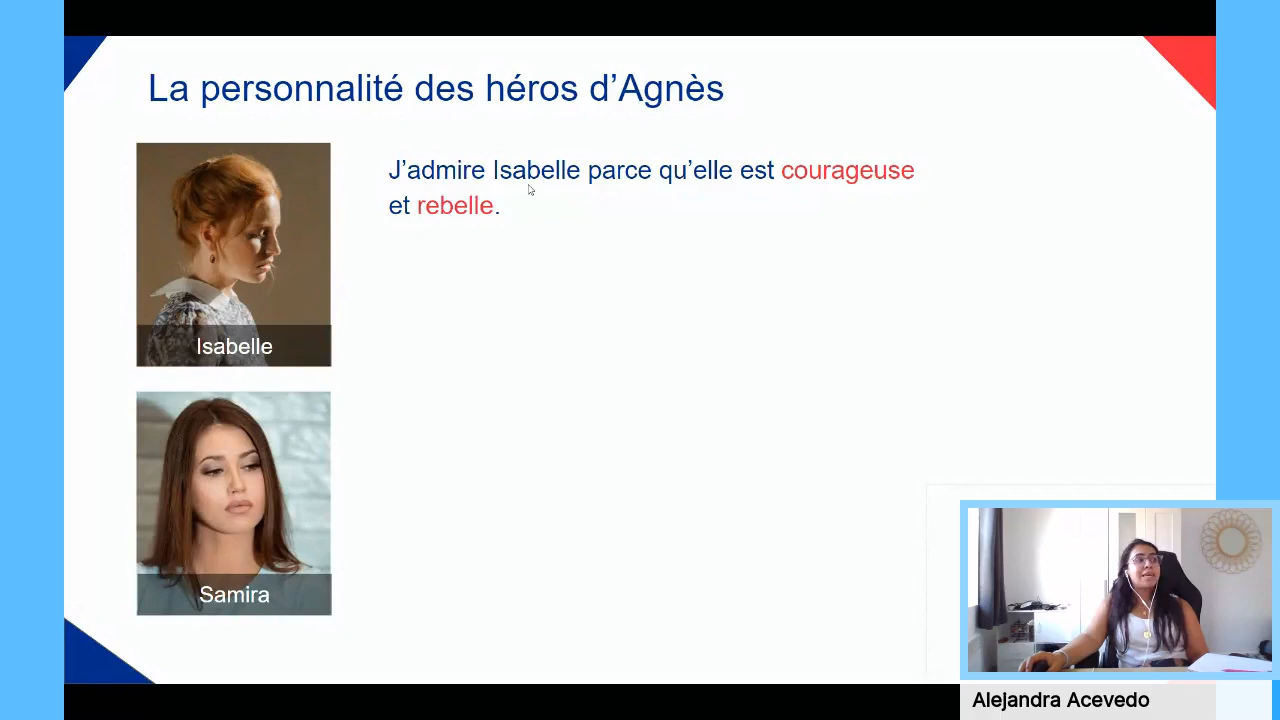 La personnalité des héros d’Agnès
J’admire Isabelle parce qu’elle est courageuse
et rebelle.
Isabelle
Samira
Alejandra Acevedo